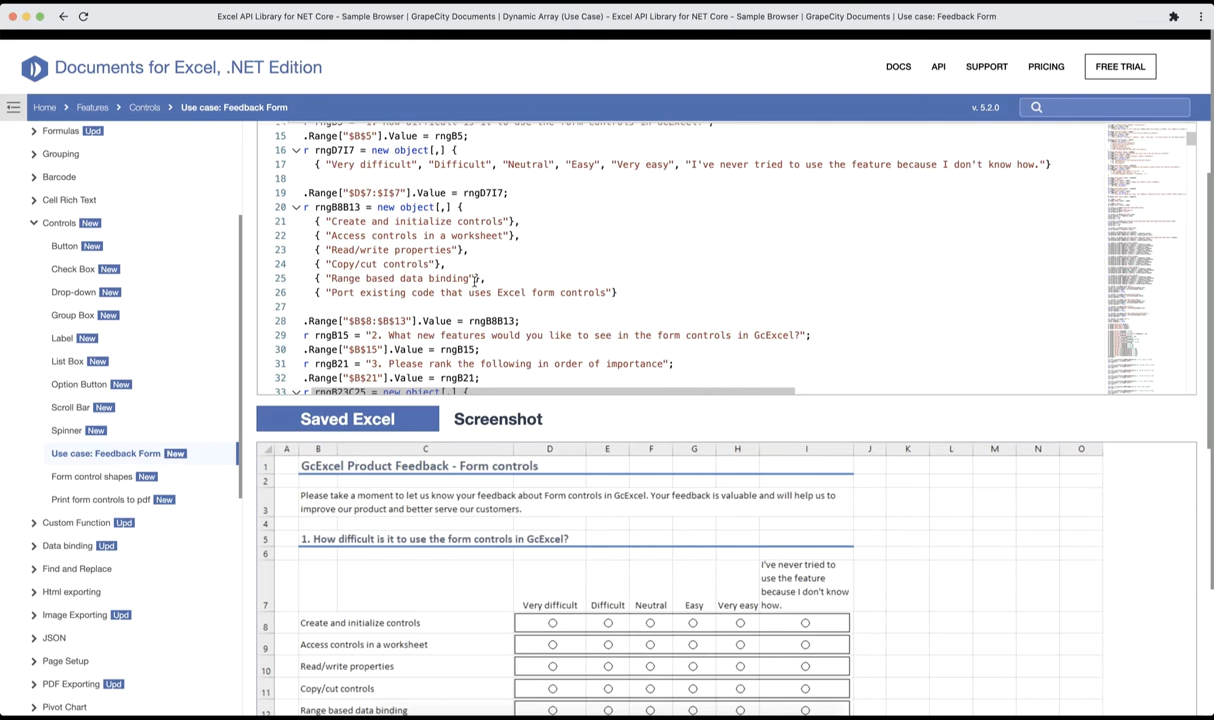 Excel API Library for NET Core - Sample Browser | GrapeCity Documents | Dynamic Array (Use Case) - Excel API Library for NET Core - Sample Browser | GrapeCity Documents | Use case: Feedback Form
Documents for Excel, .NET Edition
DOCS API SUPPORT PRICING FREE TRIAL
Home > Features > Controls > Use case: Feedback Form
v. 5.2.0
Formulas Upd
Grouping
Barcode
Cell Rich Text
Controls New
Button New
Check Box New
Drop-down New
Group Box New
Label New
List Box New
Option Button New
Scroll Bar New
Spinner New
Use case: Feedback Form New
Form control shapes New
Print form controls to pdf New
Custom Function Upd
Data binding Upd
Find and Replace
Html exporting
Image Exporting Upd
JSON
Page Setup
PDF Exporting Upd
Pivot Chart
15 .Range["$B$5"].Value = rngB5;
16 r rngD7I7 = new object[,] {
17 { "Very difficult", "Difficult", "Neutral", "Easy", "Very easy", "I've never tried to use the feature because I don't know how."}
18
19 .Range["$D$7:$I$7"].Value = rngD7I7;
20 r rngB8B13 = new object[,] {
21 { "Create and initialize controls"},
22 { "Access controls in a worksheet"},
23 { "Read/write properties"},
24 { "Copy/cut controls"},
25 { "Range based data binding"},
26 { "Port existing code that uses Excel form controls"}
27
28 .Range["$B$8:$B$13"].Value = rngB8B13;
29 r rngB15 = "2. What new features would you like to see in the form controls in GcExcel?";
30 .Range["$B$15"].Value = rngB15;
31 r rngB21 = "3. Please rank the following in order of importance";
32 .Range["$B$21"].Value = rngB21;
33 r rngB23C25 = new object[,] {
Saved Excel Screenshot
A B C D E F G H I J K L M N O
1 GcExcel Product Feedback - Form controls
2
Please take a moment to let us know your feedback about Form controls in GcExcel. Your feedback is valuable and will help us to
3 improve our product and better serve our customers.
4
5 1. How difficult is it to use the form controls in GcExcel?
6
I've never tried to
use the feature
because I don't know
7 Very difficult Difficult Neutral Easy Very easy how.
8 Create and initialize controls
9 Access controls in a worksheet
10 Read/write properties
11 Copy/cut controls
12 Range based data binding